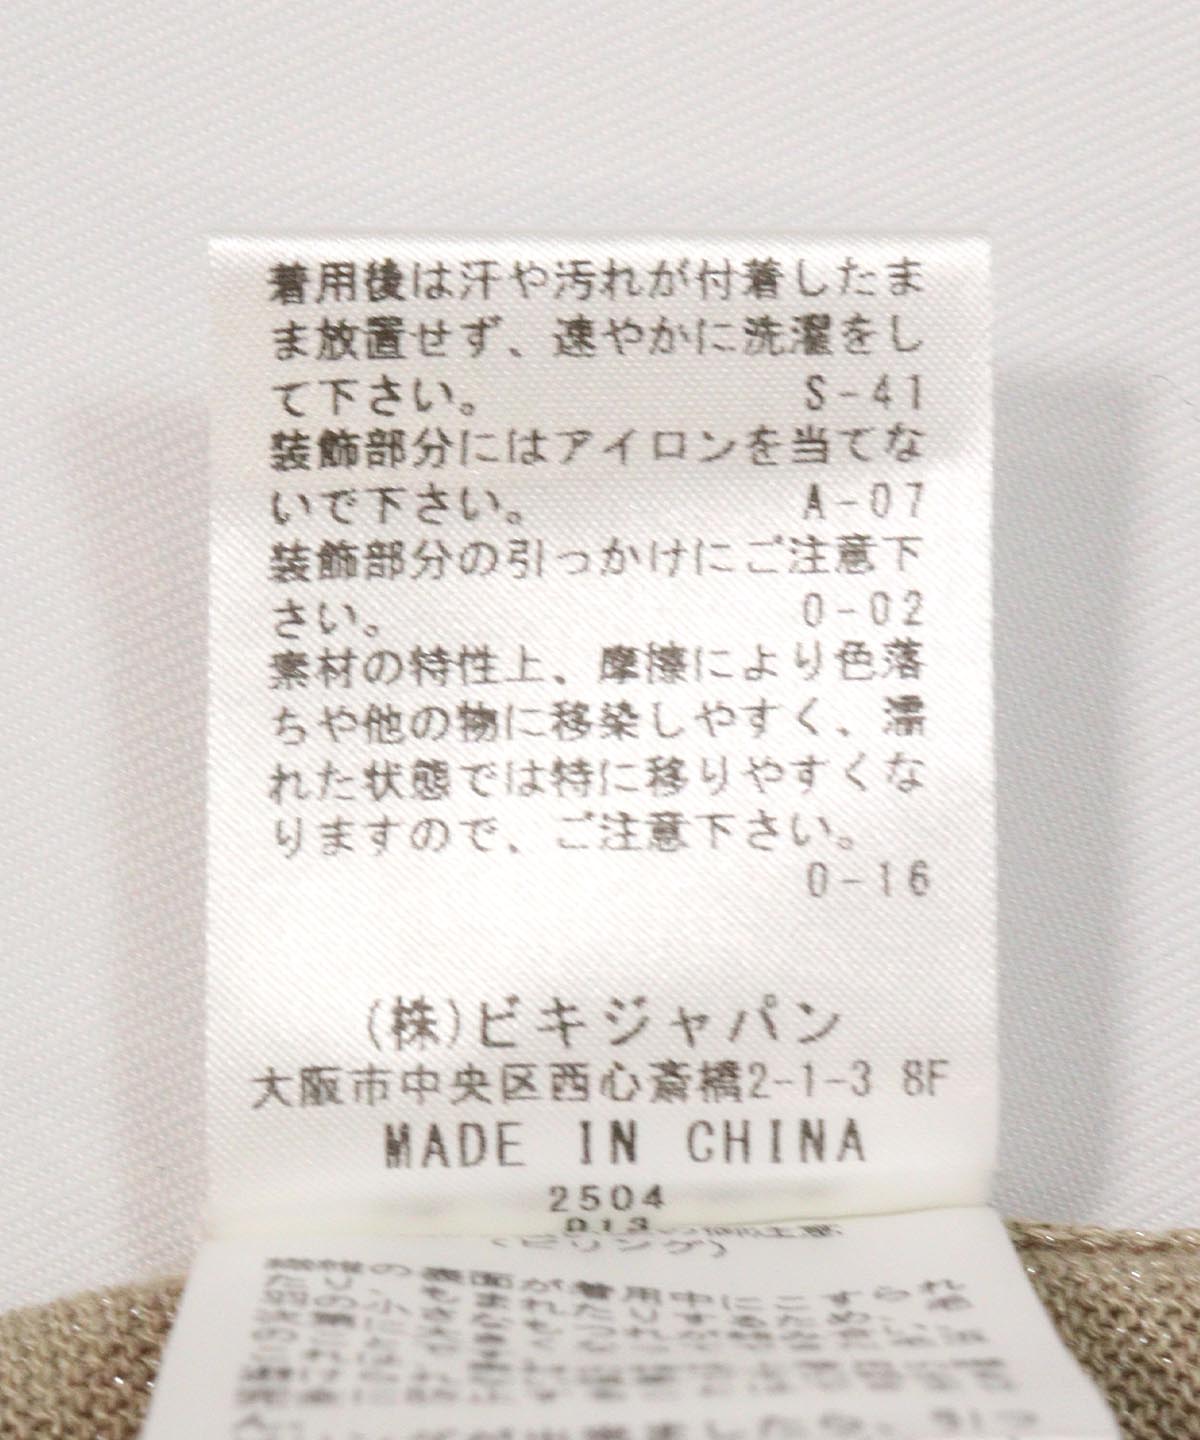 着用後は汗や汚れが付着したま
ま放置せず、速やかに洗濯をし
て下さい。 S-41
装飾部分にはアイロンを当てな
いで下さい。 A-07
装飾部分の引っかけにご注意下
さい。 O-02
素材の特性上、摩擦により色落
ちや他の物に移染しやすく、濡
れた状態では特に移りやすくな
りますので、ご注意下さい。
O-16
(株)ビキジャパン
大阪市中央区西心斎橋2-1-3 8F
MADE IN CHINA
2504
013
(ピリング)